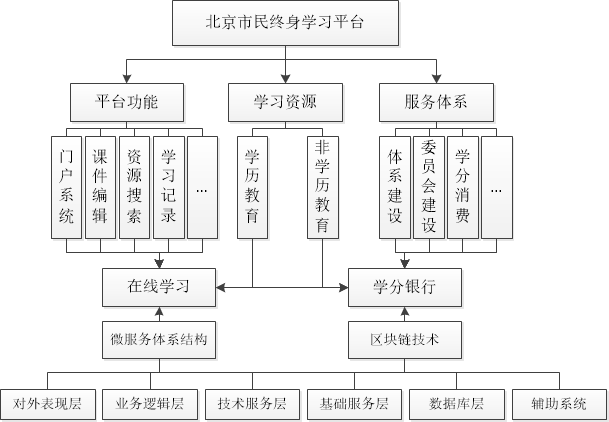 北京市民终身学习平台
平台功能
学习资源
服务体系
门户系统
课件编辑
资源搜索
学习记录
...
学历教育
非学历教育
体系建设
委员会建设
学分消费
...
在线学习
学分银行
微服务体系结构
区块链技术
对外表现层
业务逻辑层
技术服务层
基础服务层
数据库层
辅助系统